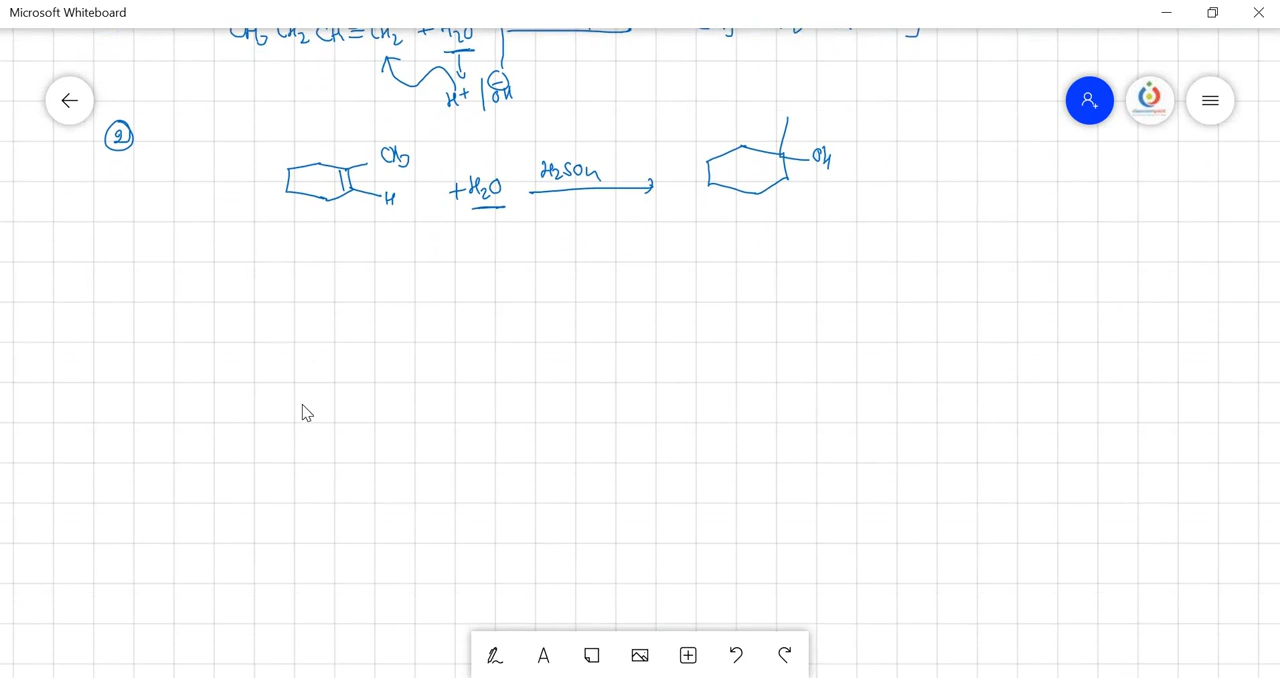 Microsoft Whiteboard
CH3 CH2 CH = CH2 + H2O
H+ | OH
2
CH3
+ H2O
H2SO4
OH
H
A